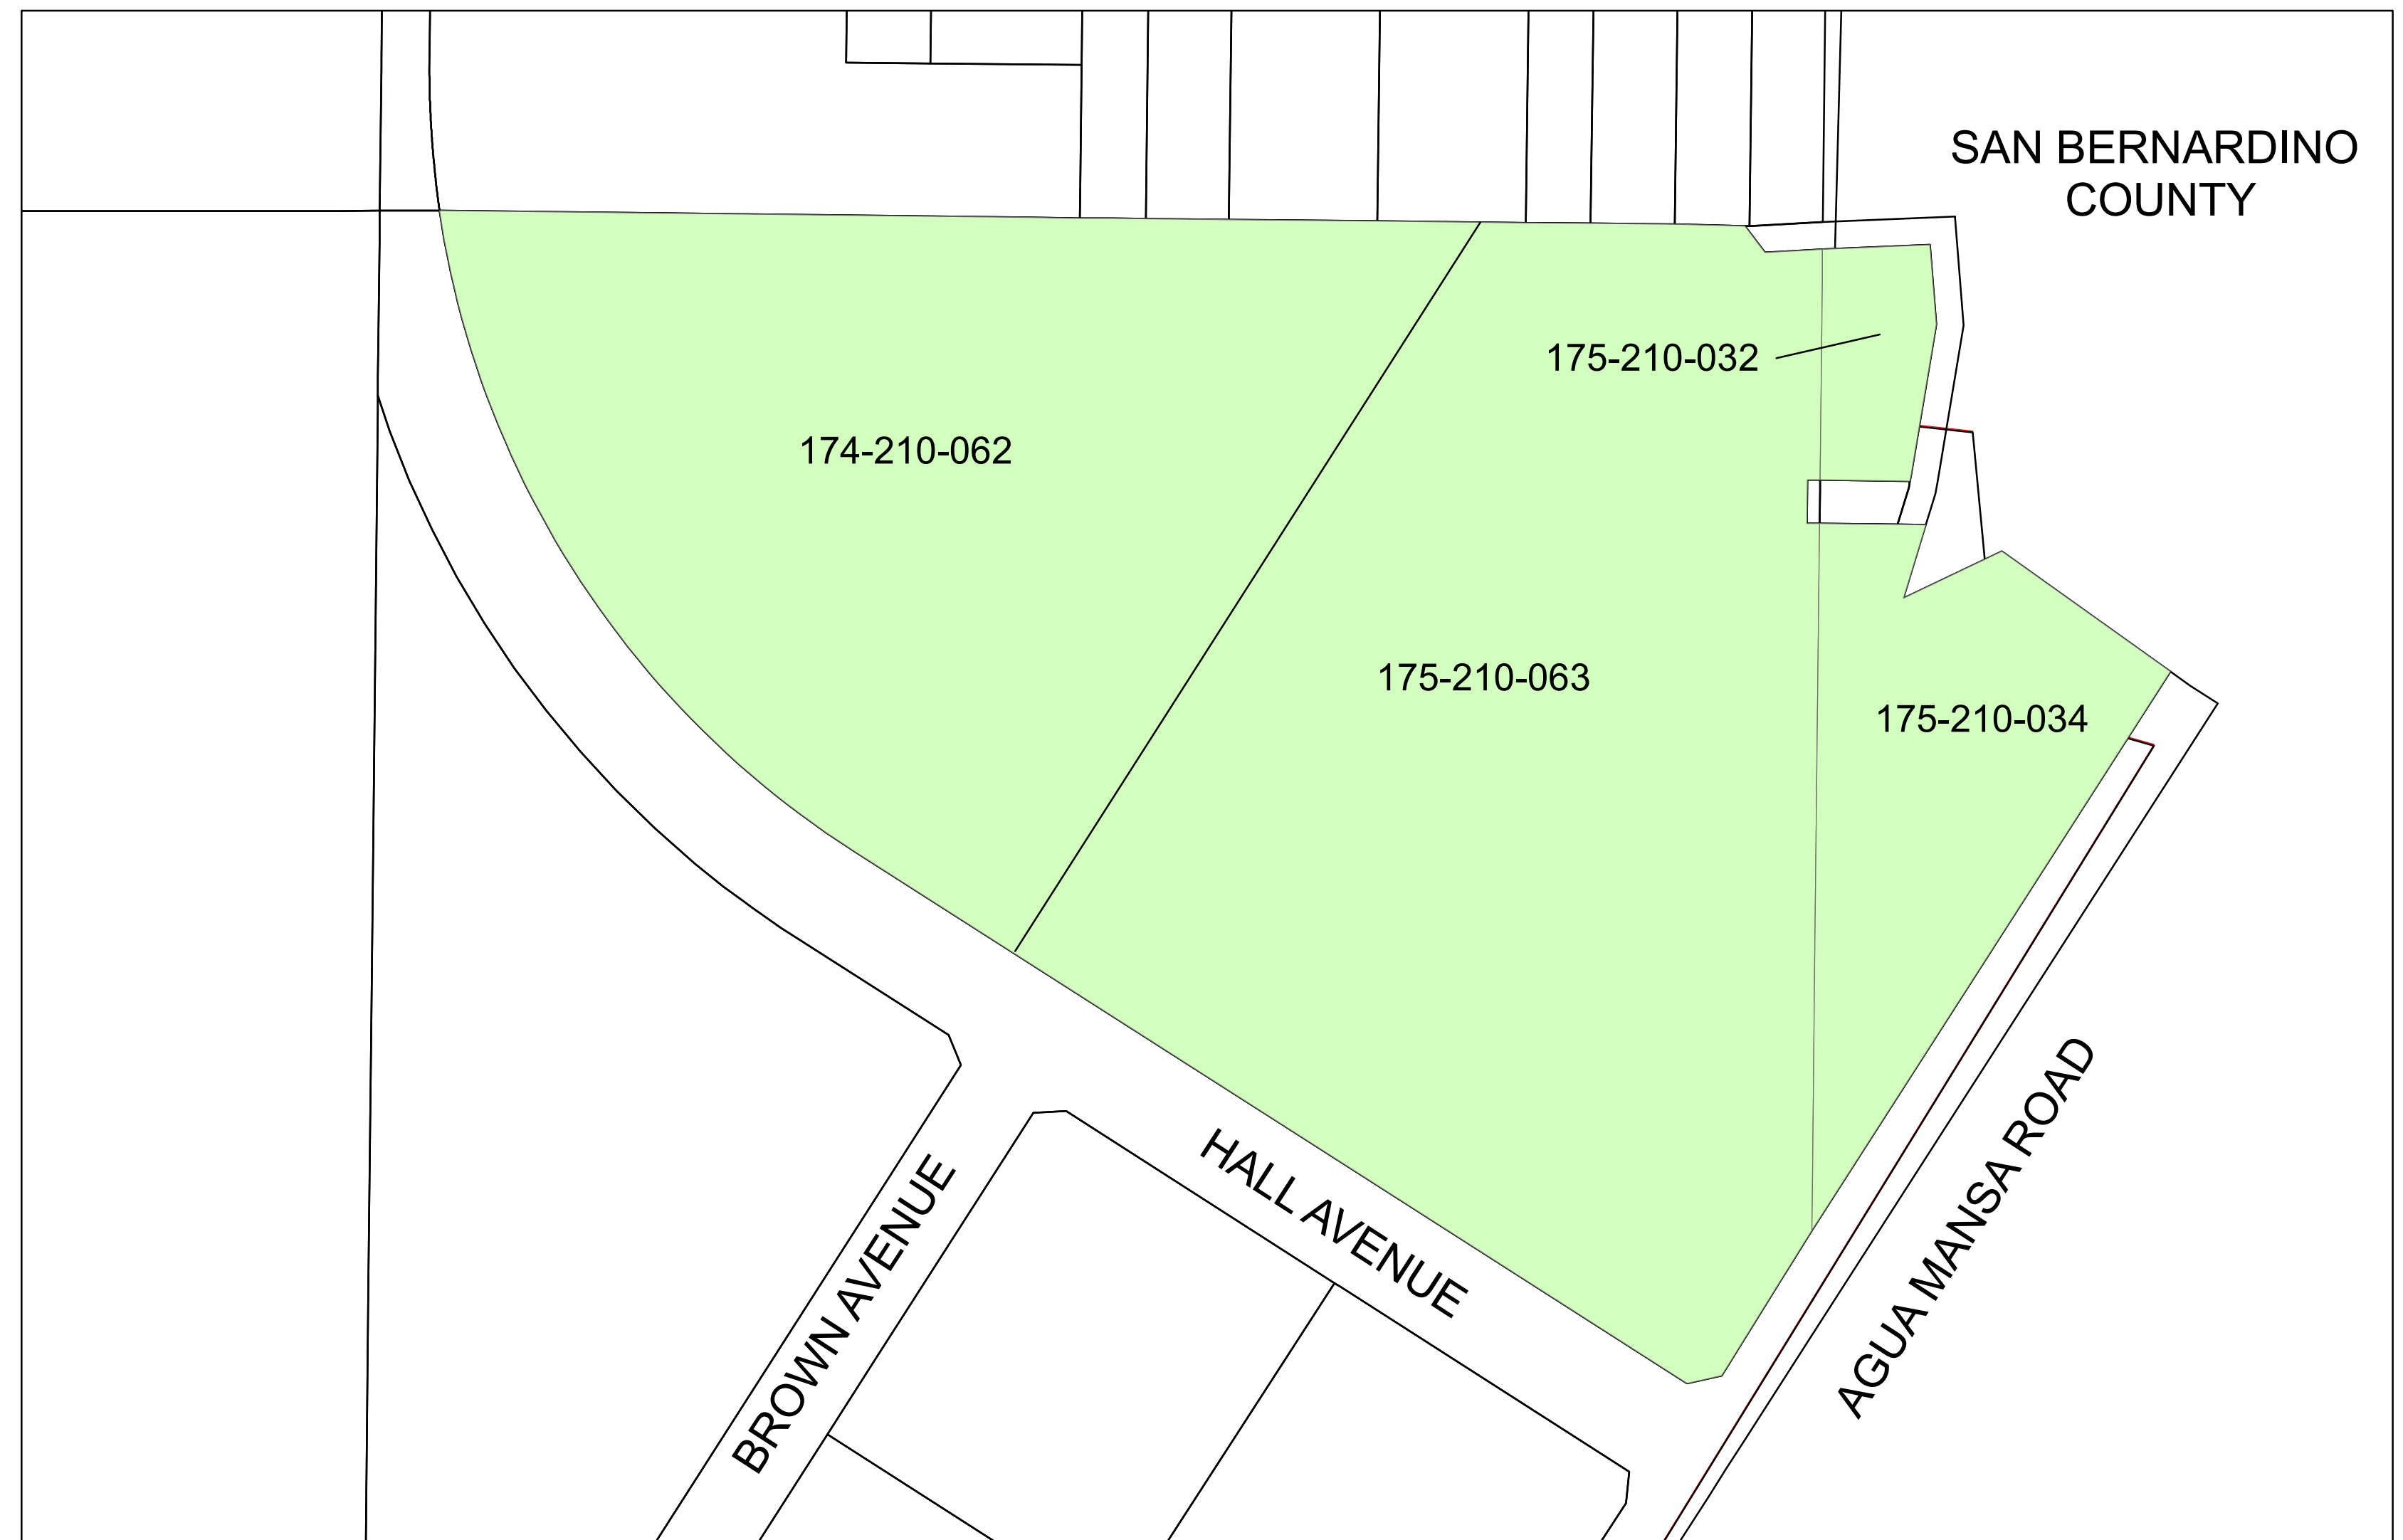 SAN BERNARDINO
COUNTY
175-210-032
174-210-062
175-210-063
175-210-034
HALL AVENUE
BROWN AVENUE
AGUA MANSA ROAD